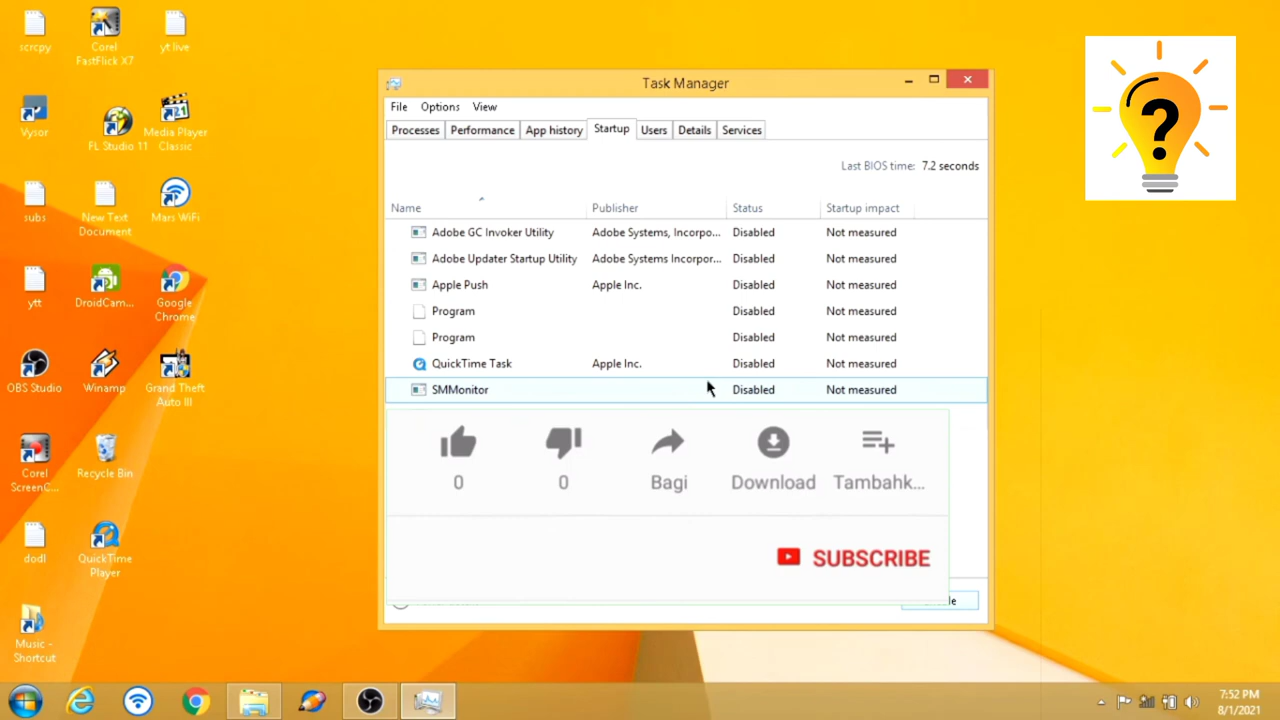 scrcpy
Corel
FastFlick X7
yt live
Vysor
FL Studio 11
Media Player
Classic
subs
New Text
Document
Mars WiFi
ytt
DroidCam...
Google
Chrome
OBS Studio
Winamp
Grand Theft
Auto III
Corel
ScreenC...
Recycle Bin
dodl
QuickTime
Player
Music -
Shortcut
Task Manager
File Options View
Processes Performance App history Startup Users Details Services
Last BIOS time: 7.2 seconds
Name Publisher Status Startup impact
Adobe GC Invoker Utility Adobe Systems, Incorpo... Disabled Not measured
Adobe Updater Startup Utility Adobe Systems Incorpor... Disabled Not measured
Apple Push Apple Inc. Disabled Not measured
Program Disabled Not measured
Program Disabled Not measured
QuickTime Task Apple Inc. Disabled Not measured
SMMonitor Disabled Not measured
0 0 Bagi Download Tambahk...
SUBSCRIBE
?
7:52 PM
8/1/2021